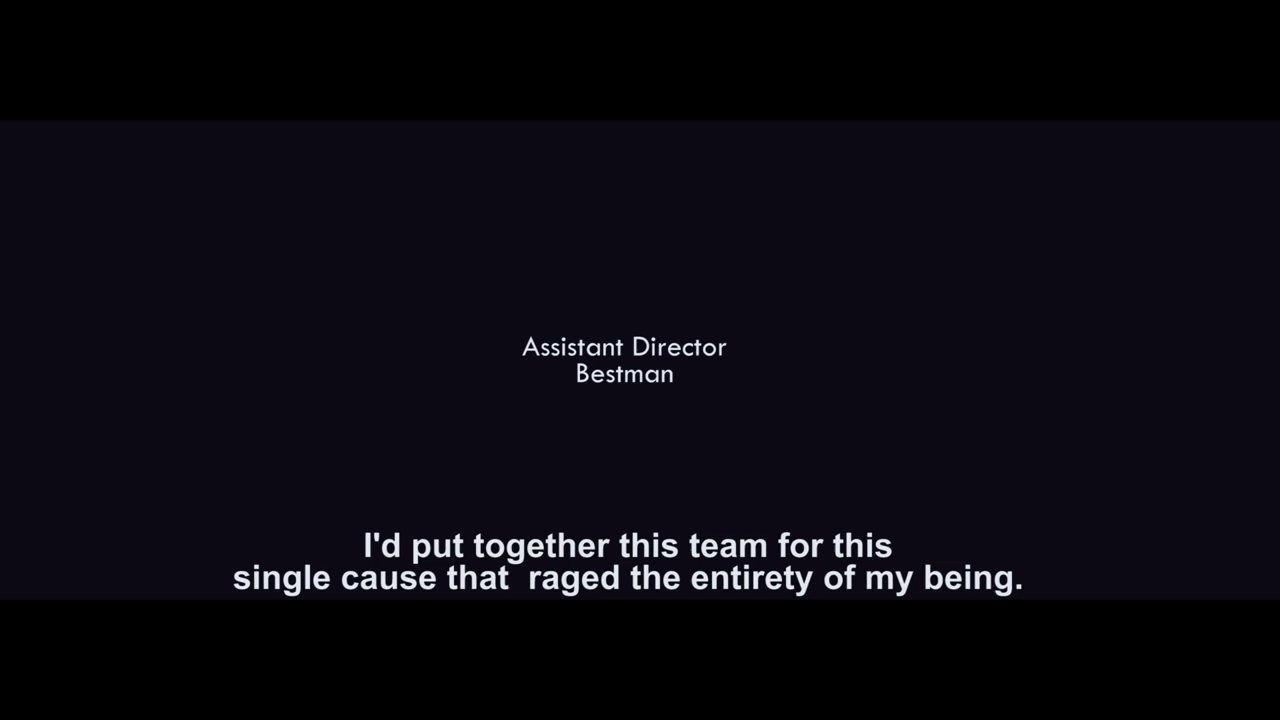 Assistant Director
Bestman
I'd put together this team for this
single cause that  raged the entirety of my being.